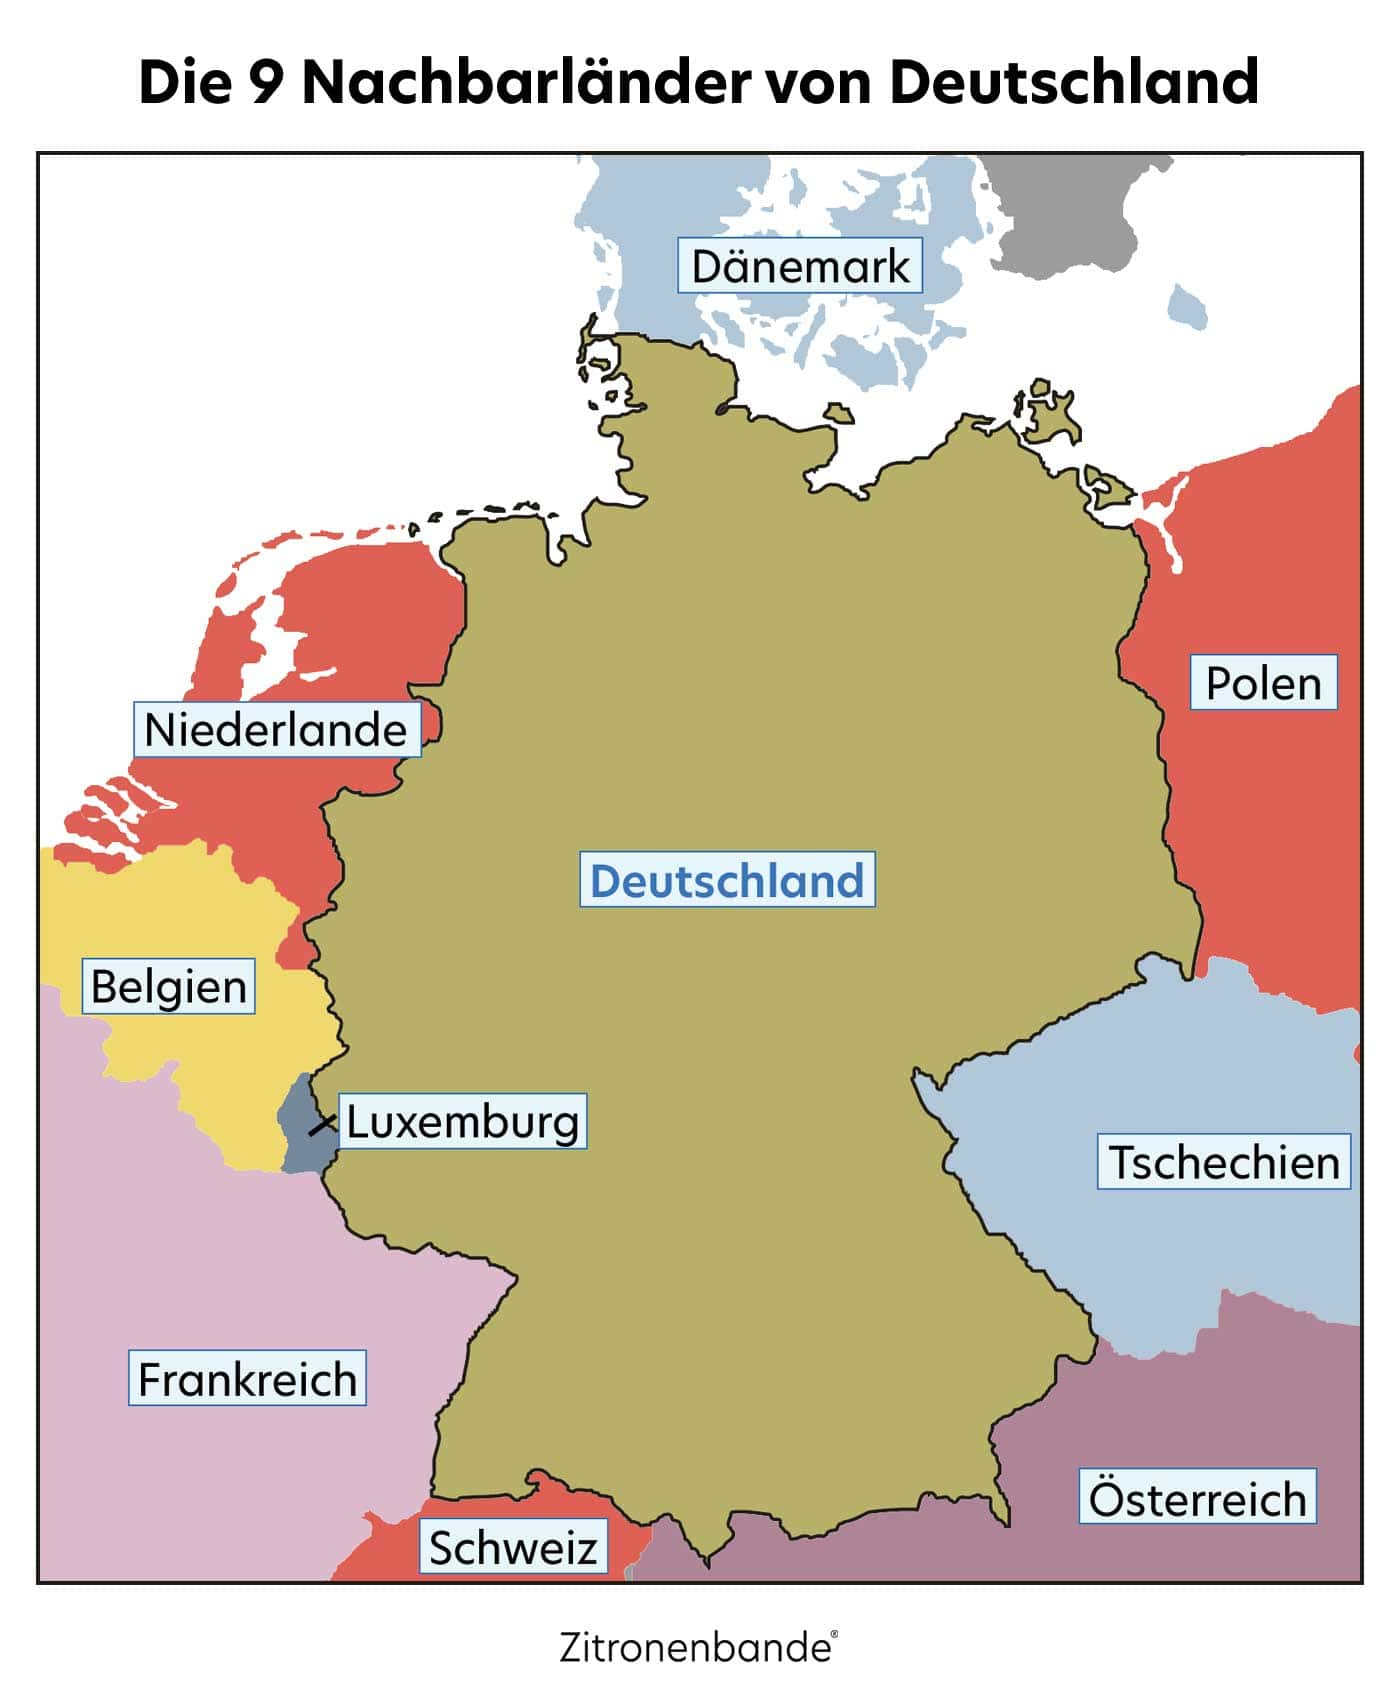 Die 9 Nachbarländer von Deutschland
Dänemark
Polen
Niederlande
Deutschland
Belgien
Luxemburg
Tschechien
Frankreich
Österreich
Schweiz
Zitronenbande®